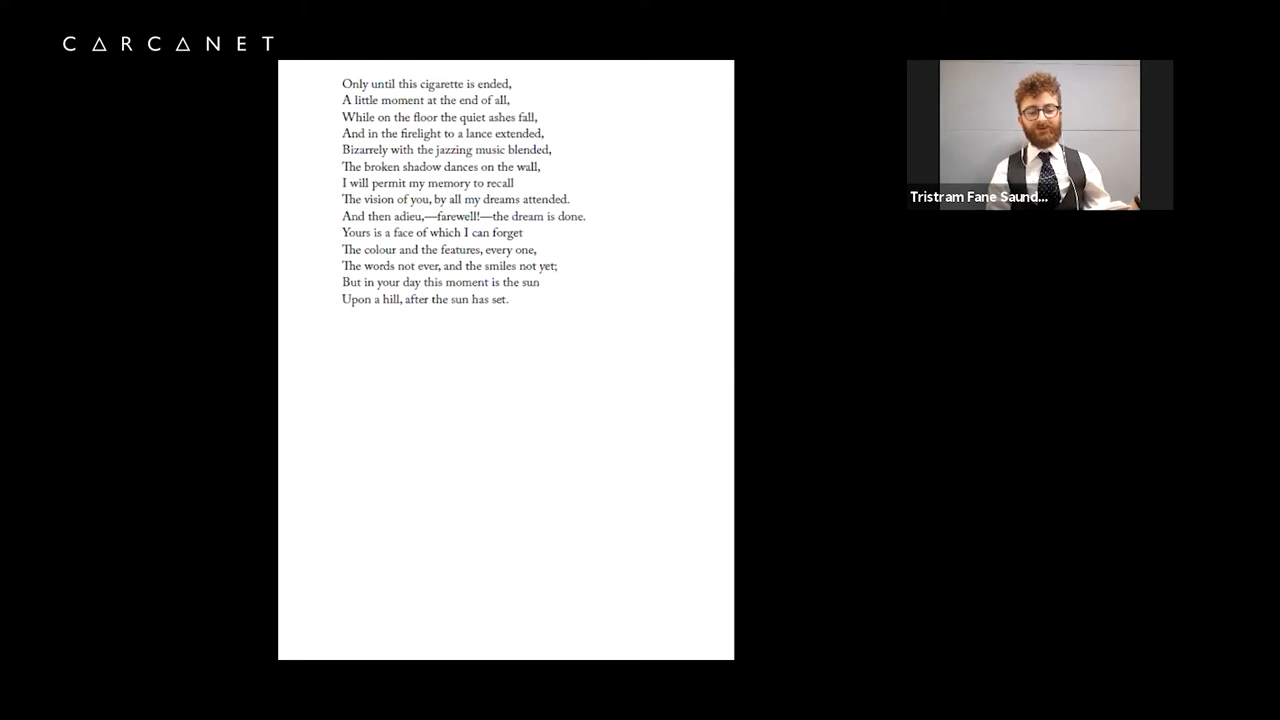 CARCANET
Only until this cigarette is ended,
A little moment at the end of all,
While on the floor the quiet ashes fall,
And in the firelight to a lance extended,
Bizarrely with the jazzing music blended,
The broken shadow dances on the wall,
I will permit my memory to recall
The vision of you, by all my dreams attended.
And then adieu,—farewell!—the dream is done.
Yours is a face of which I can forget
The colour and the features, every one,
The words not ever, and the smiles not yet;
But in your day this moment is the sun
Upon a hill, after the sun has set.
Tristram Fane Saund...